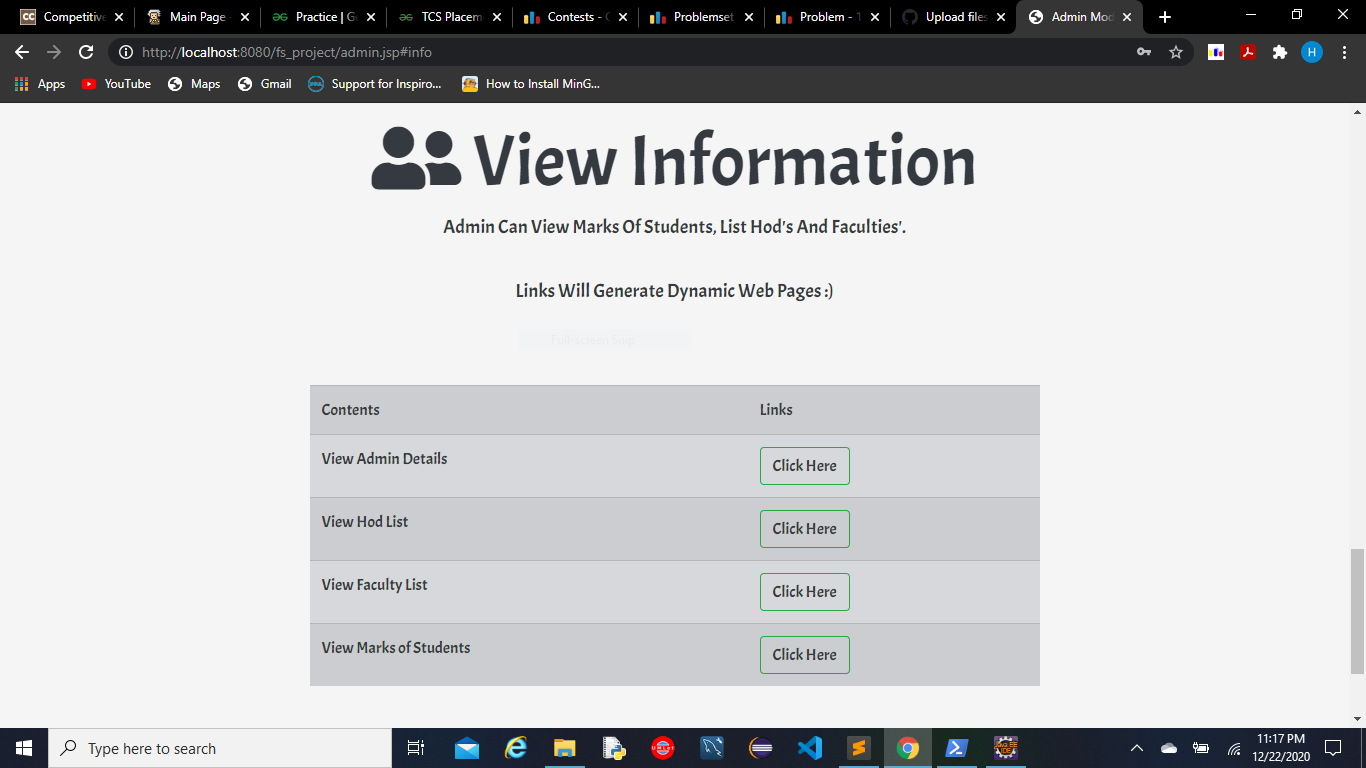 Competitive
Main Page
Practice | G
TCS Placem
Contests - C
Problemset
Problem - T
Upload files
Admin Mod
http://localhost:8080/fs_project/admin.jsp#info
H
Apps
YouTube
Maps
Gmail
Support for Inspiro...
How to Install MinG...
View Information
Admin Can View Marks Of Students, List Hod's And Faculties'.
Links Will Generate Dynamic Web Pages :)
Full-screen Snip
Contents Links
View Admin Details Click Here
View Hod List Click Here
View Faculty List Click Here
View Marks of Students Click Here
Type here to search
11:17 PM
12/22/2020